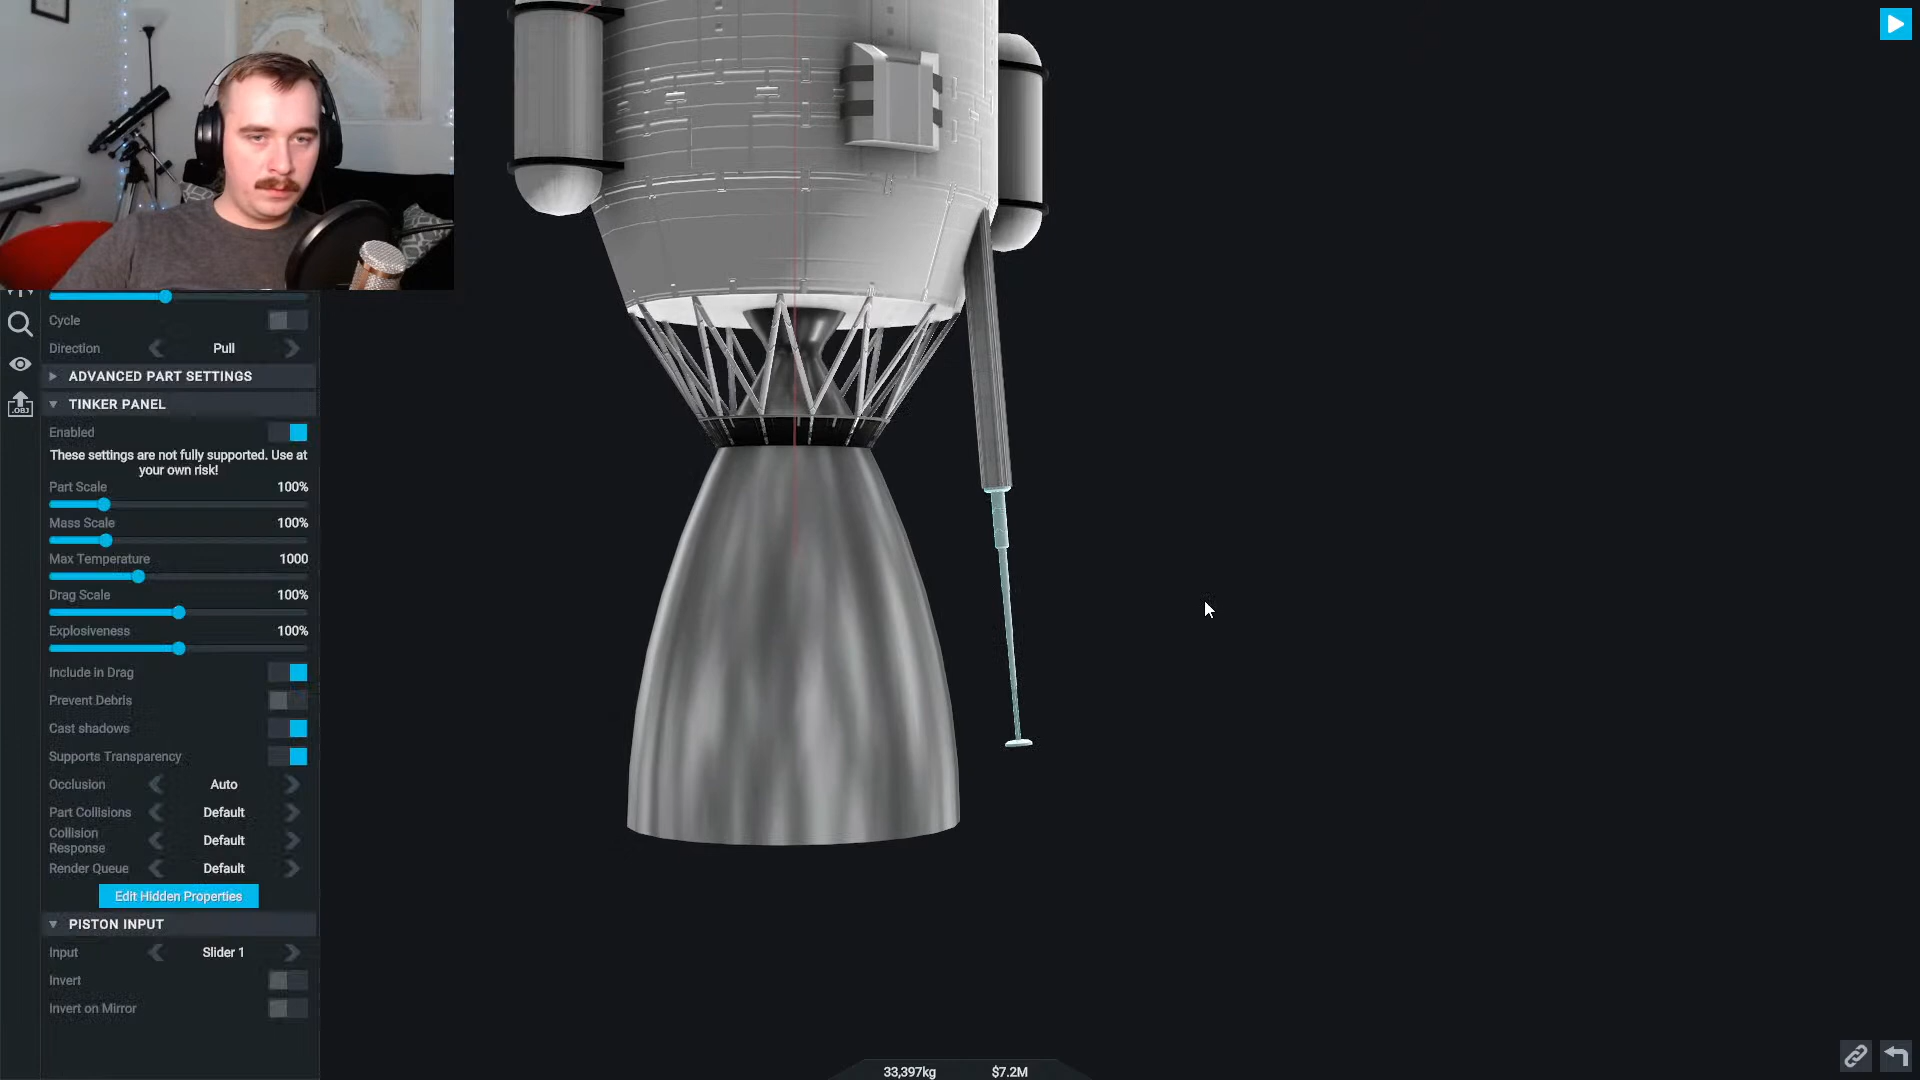 Cycle
Direction Pull
ADVANCED PART SETTINGS
TINKER PANEL
Enabled
These settings are not fully supported. Use at
your own risk!
Part Scale 100%
Mass Scale 100%
Max Temperature 1000
Drag Scale 100%
Explosiveness 100%
Include in Drag
Prevent Debris
Cast shadows
Supports Transparency
Occlusion Auto
Part Collisions Default
Collision
Response Default
Render Queue Default
Edit Hidden Properties
PISTON INPUT
Input Slider 1
Invert
Invert on Mirror
33,397kg $7.2M
.OBJ